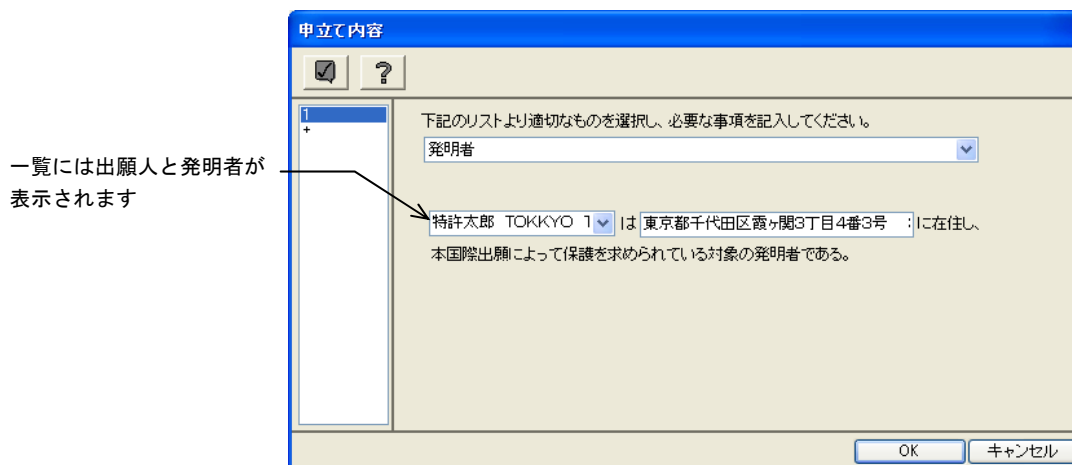 申立て内容
?
1
+
下記のリストより適切なものを選択し、必要な事項を記入してください。
発明者
一覧には出願人と発明者が
表示されます
特許太郎 TOKKYO T は 東京都千代田区霞ヶ関3丁目4番3号 に在住し、
本国際出願によって保護を求められている対象の発明者である。
OK キャンセル